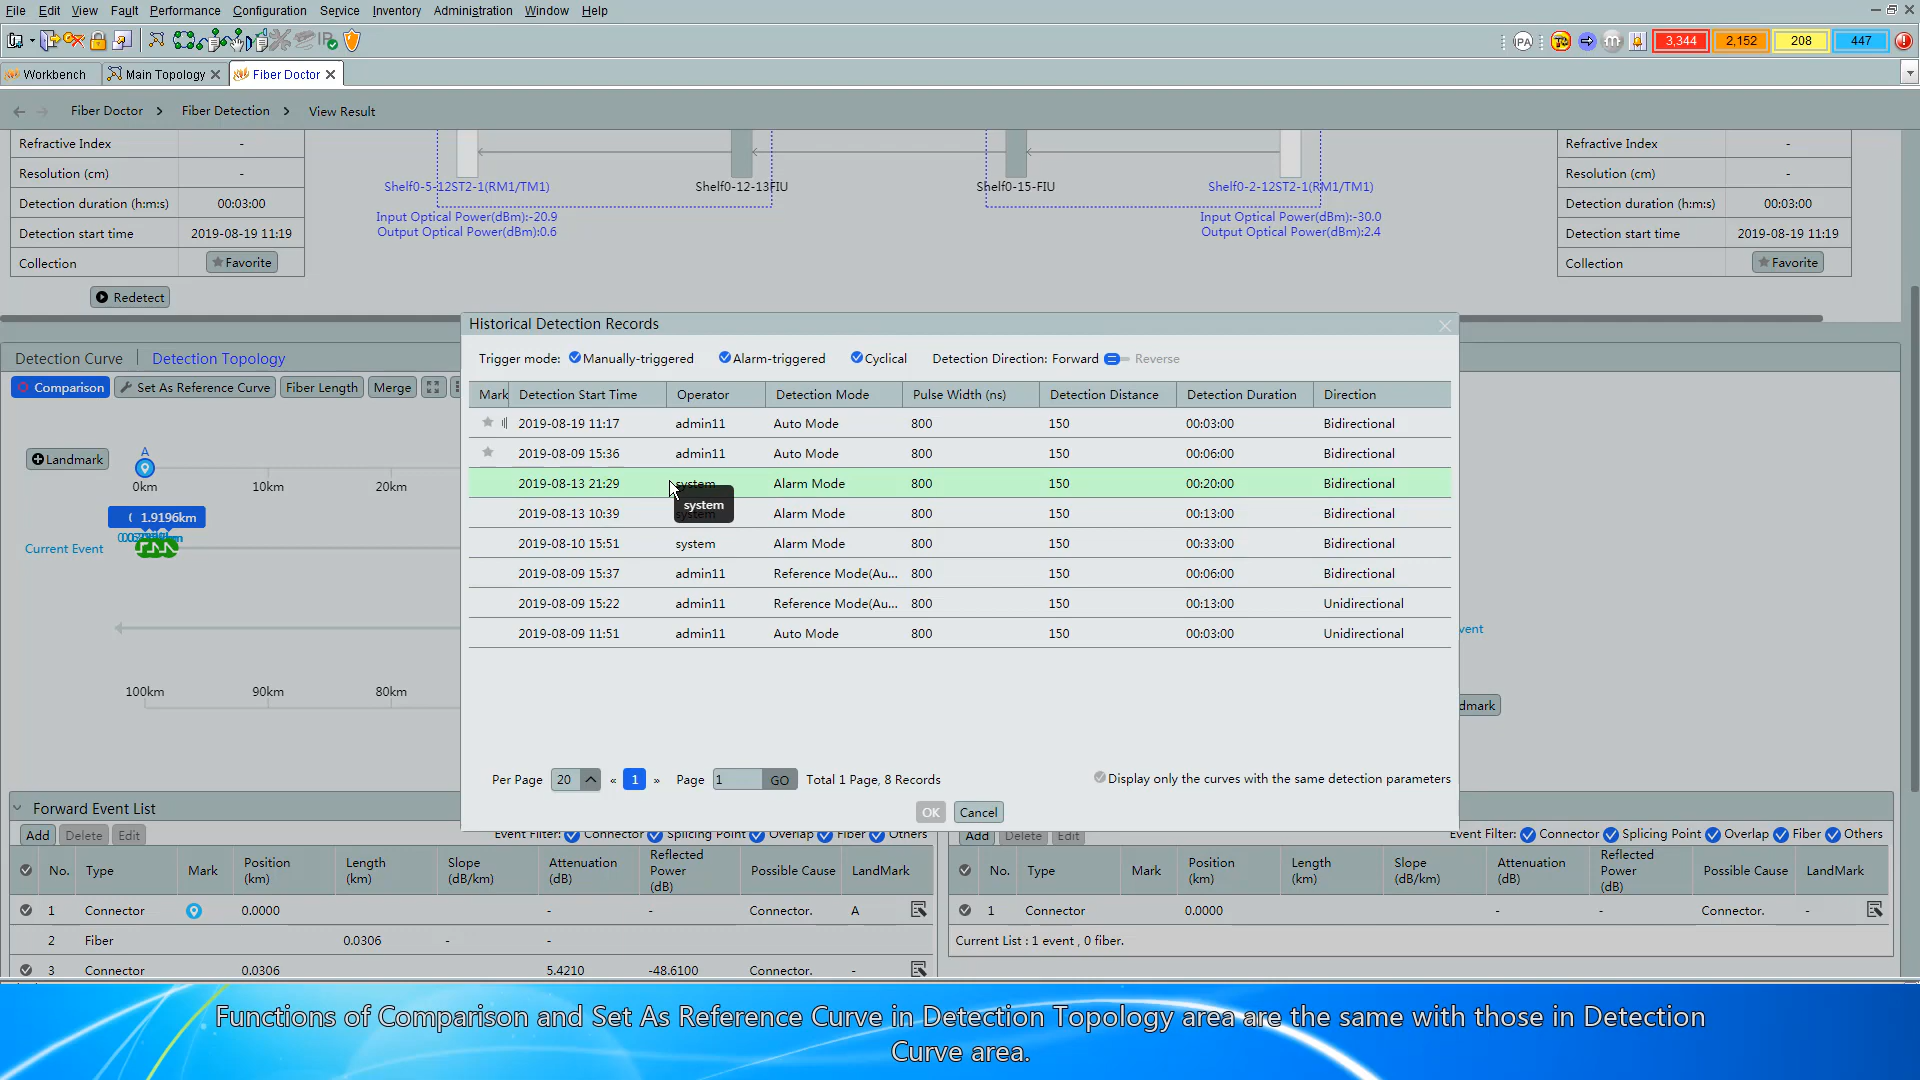 File Edit View Fault Performance Configuration Service Inventory Administration Window Help
PA 3,344 2,152 208 447
Workbench Main Topology Fiber Doctor
Fiber Doctor > Fiber Detection > View Result
Refractive Index - Refractive Index -
Resolution (cm) - Resolution (cm) -
Shelf0-5-12ST2-1(RM1/TM1) Shelf0-12-13FIU Shelf0-15-FIU Shelf0-2-12ST2-1(RM1/TM1)
Detection duration (h:m:s) 00:03:00 Detection duration (h:m:s) 00:03:00
Input Optical Power(dBm):-20.9 Input Optical Power(dBm):-30.0
Output Optical Power(dBm):0.6 Output Optical Power(dBm):2.4
Detection start time 2019-08-19 11:19 Detection start time 2019-08-19 11:19
Collection Favorite Collection Favorite
Redetect
Historical Detection Records
Detection Curve Detection Topology
Trigger mode: Manually-triggered Alarm-triggered Cyclical Detection Direction: Forward Reverse
Comparison Set As Reference Curve Fiber Length Merge
Mark Detection Start Time Operator Detection Mode Pulse Width (ns) Detection Distance Detection Duration Direction
2019-08-19 11:17 admin11 Auto Mode 800 150 00:03:00 Bidirectional
2019-08-09 15:36 admin11 Auto Mode 800 150 00:06:00 Bidirectional
2019-08-13 21:29 system Alarm Mode 800 150 00:20:00 Bidirectional
system
2019-08-13 10:39 system Alarm Mode 800 150 00:13:00 Bidirectional
2019-08-10 15:51 system Alarm Mode 800 150 00:33:00 Bidirectional
2019-08-09 15:37 admin11 Reference Mode(Au... 800 150 00:06:00 Bidirectional
2019-08-09 15:22 admin11 Reference Mode(Au... 800 150 00:13:00 Unidirectional
2019-08-09 11:51 admin11 Auto Mode 800 150 00:03:00 Unidirectional
Landmark A
0km 10km 20km
1.9196km
Current Event
vent
100km 90km 80km
dmark
Per Page 20 « 1 » Page 1 GO Total 1 Page, 8 Records Display only the curves with the same detection parameters
OK Cancel
Forward Event List
Add Delete Edit Event Filter: Connector Splicing Point Overlap Fiber Others
Add Delete Edit Event Filter: Connector Splicing Point Overlap Fiber Others
No. Type Mark Position (km) Length (km) Slope (dB/km) Attenuation (dB) Reflected Power (dB) Possible Cause LandMark
No. Type Mark Position (km) Length (km) Slope (dB/km) Attenuation (dB) Reflected Power (dB) Possible Cause LandMark
1 Connector 0.0000 - - Connector. A
1 Connector 0.0000 - - Connector. -
2 Fiber 0.0306 - -
Current List : 1 event , 0 fiber.
3 Connector 0.0306 5.4210 -48.6100 Connector. -
Functions of Comparison and Set As Reference Curve in Detection Topology area are the same with those in Detection
Curve area.